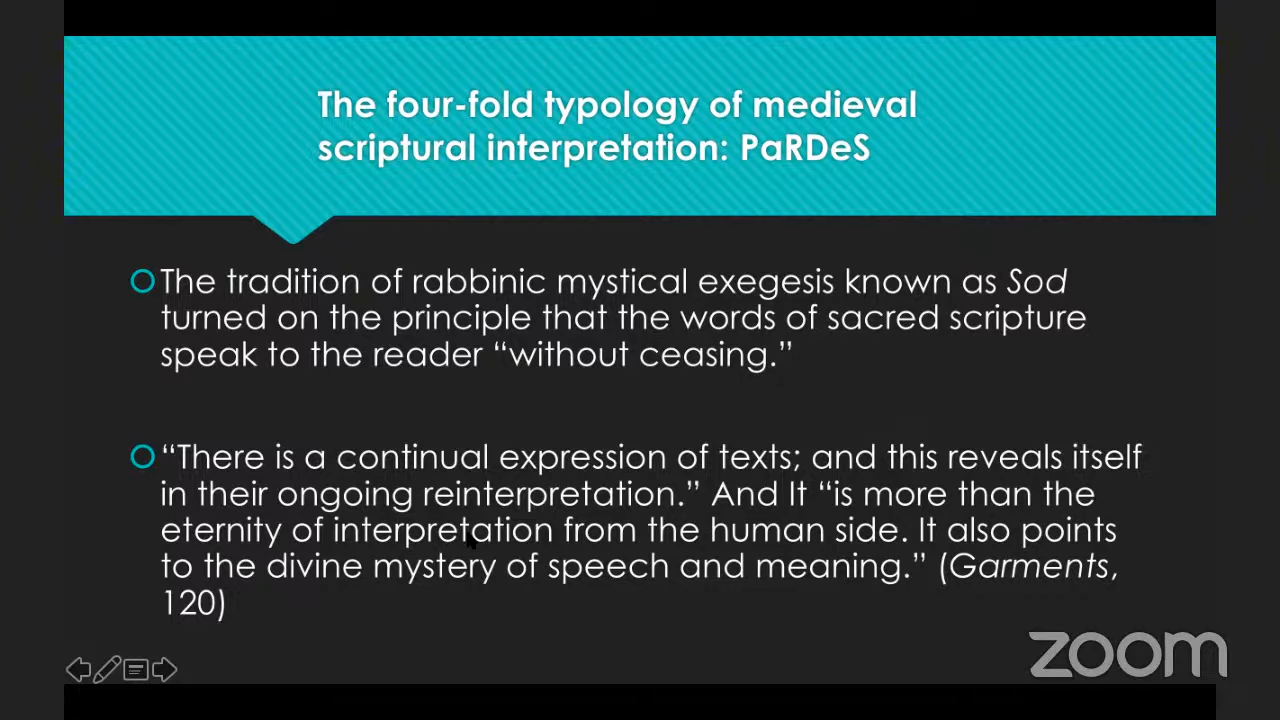 The four-fold typology of medieval
scriptural interpretation: PaRDeS
The tradition of rabbinic mystical exegesis known as Sod
turned on the principle that the words of sacred scripture
speak to the reader “without ceasing.”
“There is a continual expression of texts; and this reveals itself
in their ongoing reinterpretation.” And It “is more than the
eternity of interpretation from the human side. It also points
to the divine mystery of speech and meaning.” (Garments,
120)
zoom